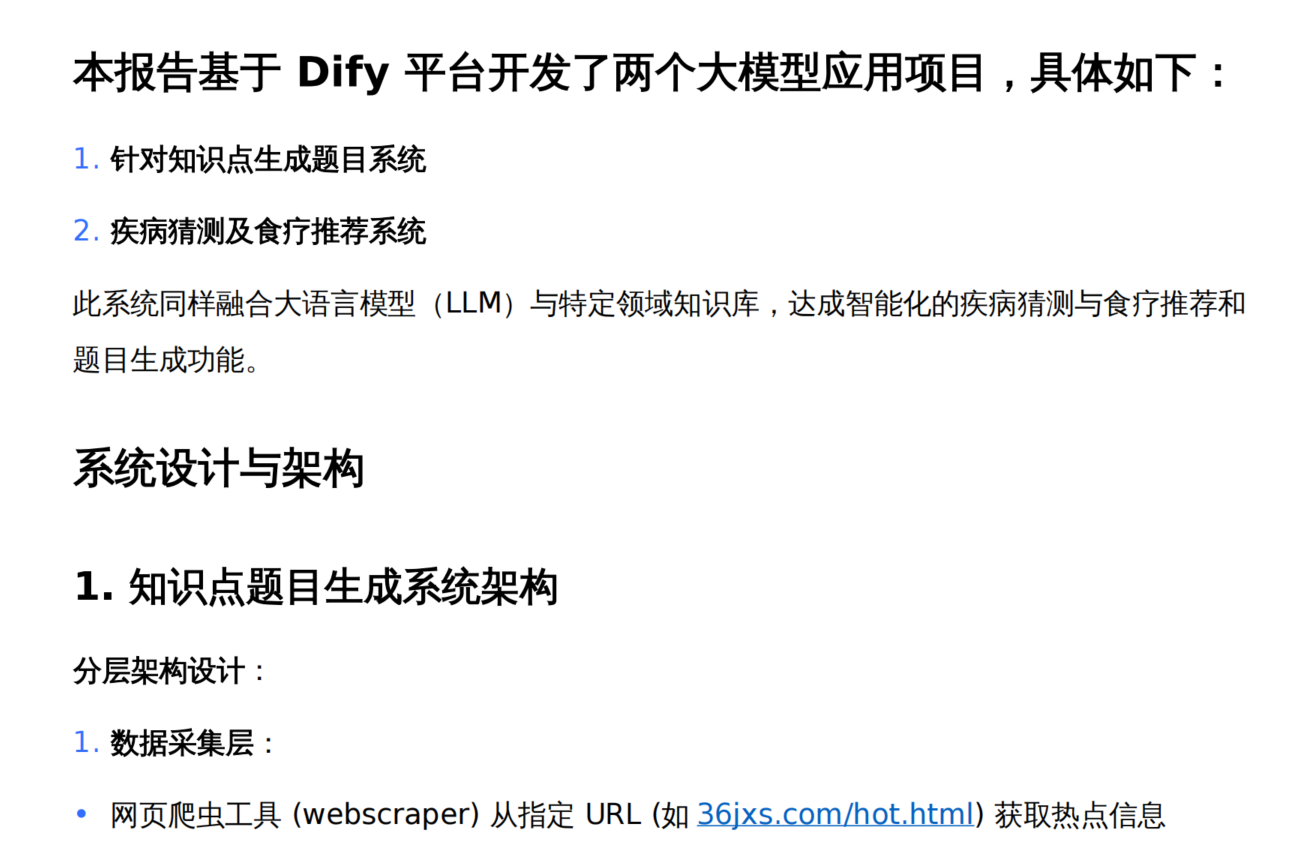 本报告基于 Dify 平台开发了两个大模型应用项目，具体如下：
1. 针对知识点生成题目系统
2. 疾病猜测及食疗推荐系统
此系统同样融合大语言模型（LLM）与特定领域知识库，达成智能化的疾病猜测与食疗推荐和
题目生成功能。
系统设计与架构
1. 知识点题目生成系统架构
分层架构设计：
1. 数据采集层：
• 网页爬虫工具 (webscraper) 从指定 URL (如 36jxs.com/hot.html) 获取热点信息